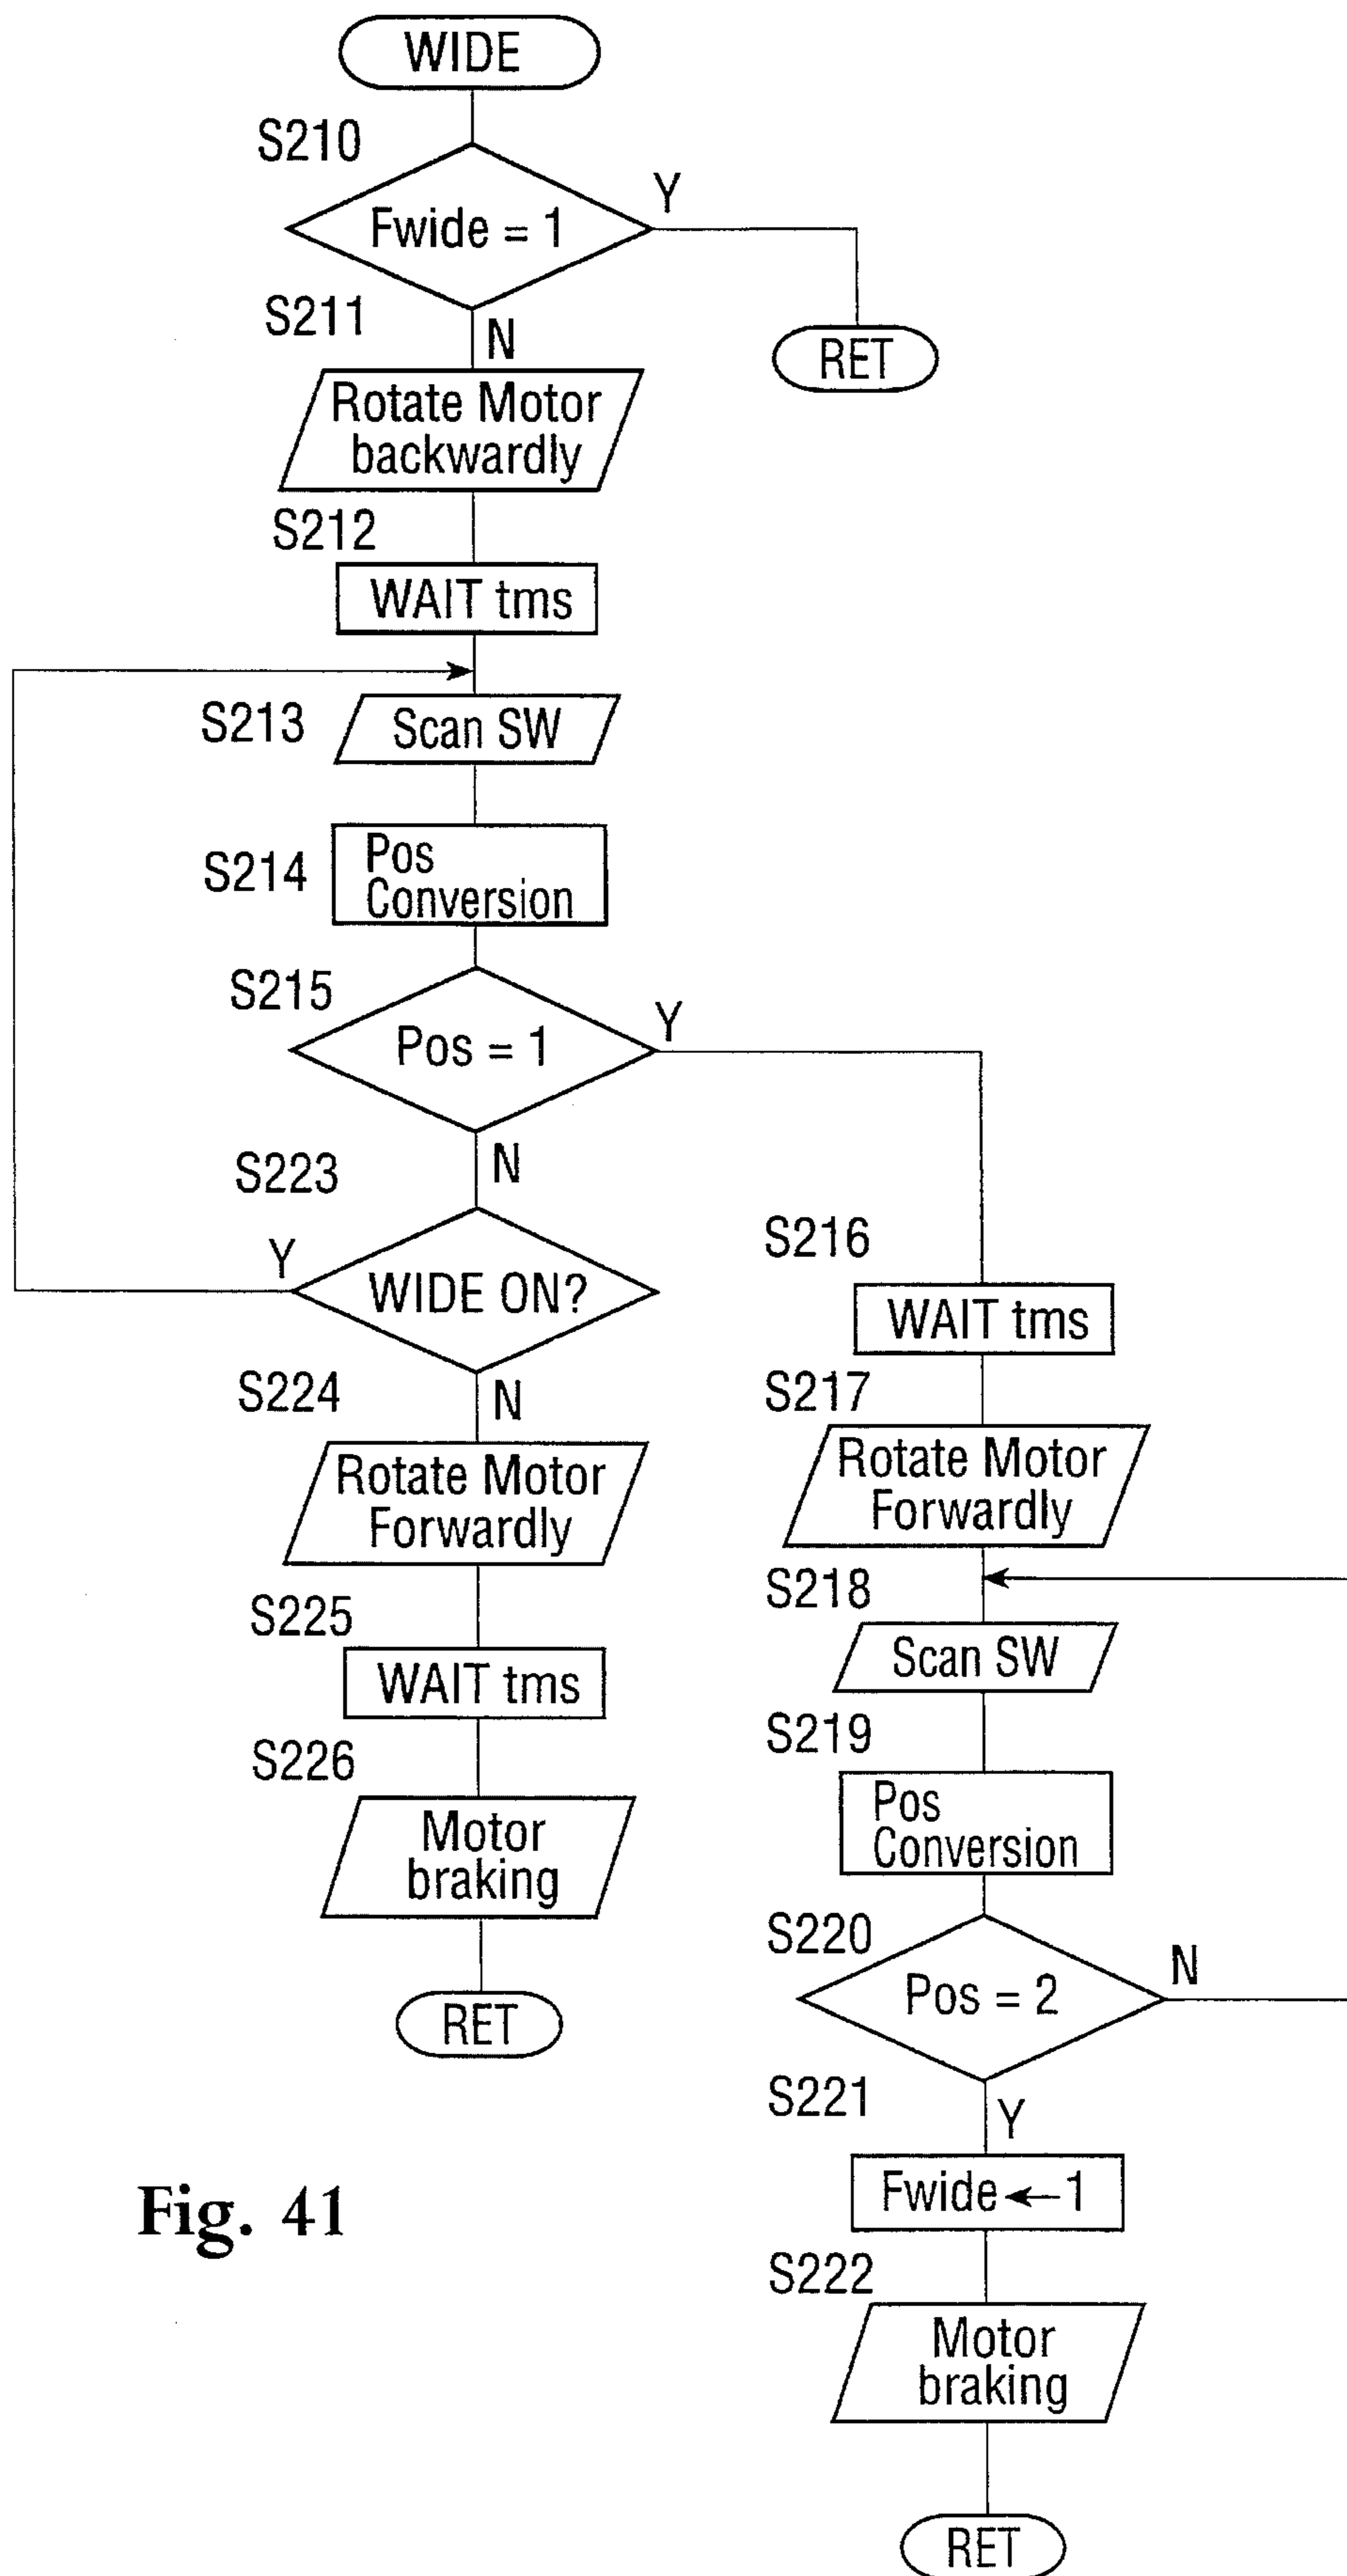 WIDE
S210
Fwide = 1
Y
RET
S211
N
Rotate Motor
backwardly
S212
WAIT tms
S213
Scan SW
S214
Pos
Conversion
S215
Pos = 1
Y
S223
N
Y
WIDE ON?
S224
N
Rotate Motor
Forwardly
S225
WAIT tms
S226
Motor
braking
RET
S216
WAIT tms
S217
Rotate Motor
Forwardly
S218
Scan SW
S219
Pos
Conversion
S220
Pos = 2
N
S221
Y
Fwide←1
S222
Motor
braking
RET
Fig. 41